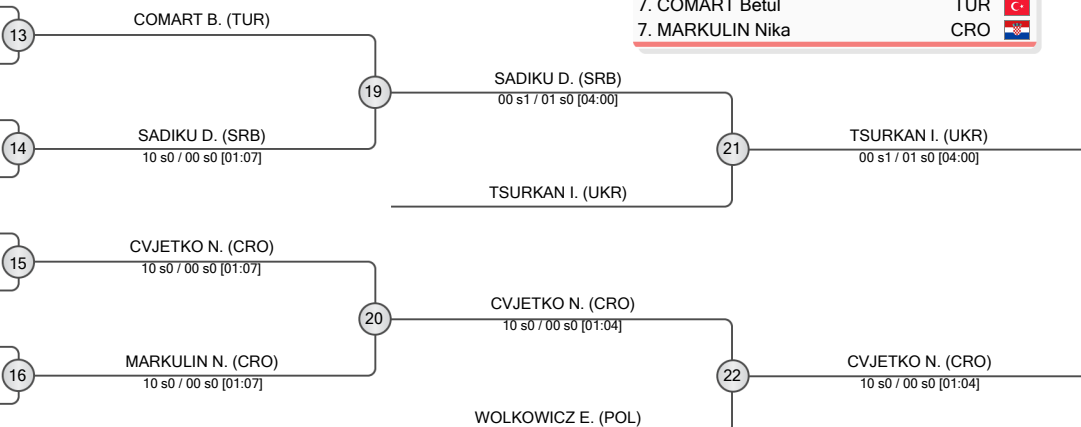 7. COMART Betul TUR
7. MARKULIN Nika CRO
13
COMART B. (TUR)
19
SADIKU D. (SRB)
00 s1 / 01 s0 [04:00]
14
SADIKU D. (SRB)
10 s0 / 00 s0 [01:07]
21
TSURKAN I. (UKR)
00 s1 / 01 s0 [04:00]
TSURKAN I. (UKR)
15
CVJETKO N. (CRO)
10 s0 / 00 s0 [01:07]
20
CVJETKO N. (CRO)
10 s0 / 00 s0 [01:04]
16
MARKULIN N. (CRO)
10 s0 / 00 s0 [01:07]
22
CVJETKO N. (CRO)
10 s0 / 00 s0 [01:04]
WOLKOWICZ E. (POL)